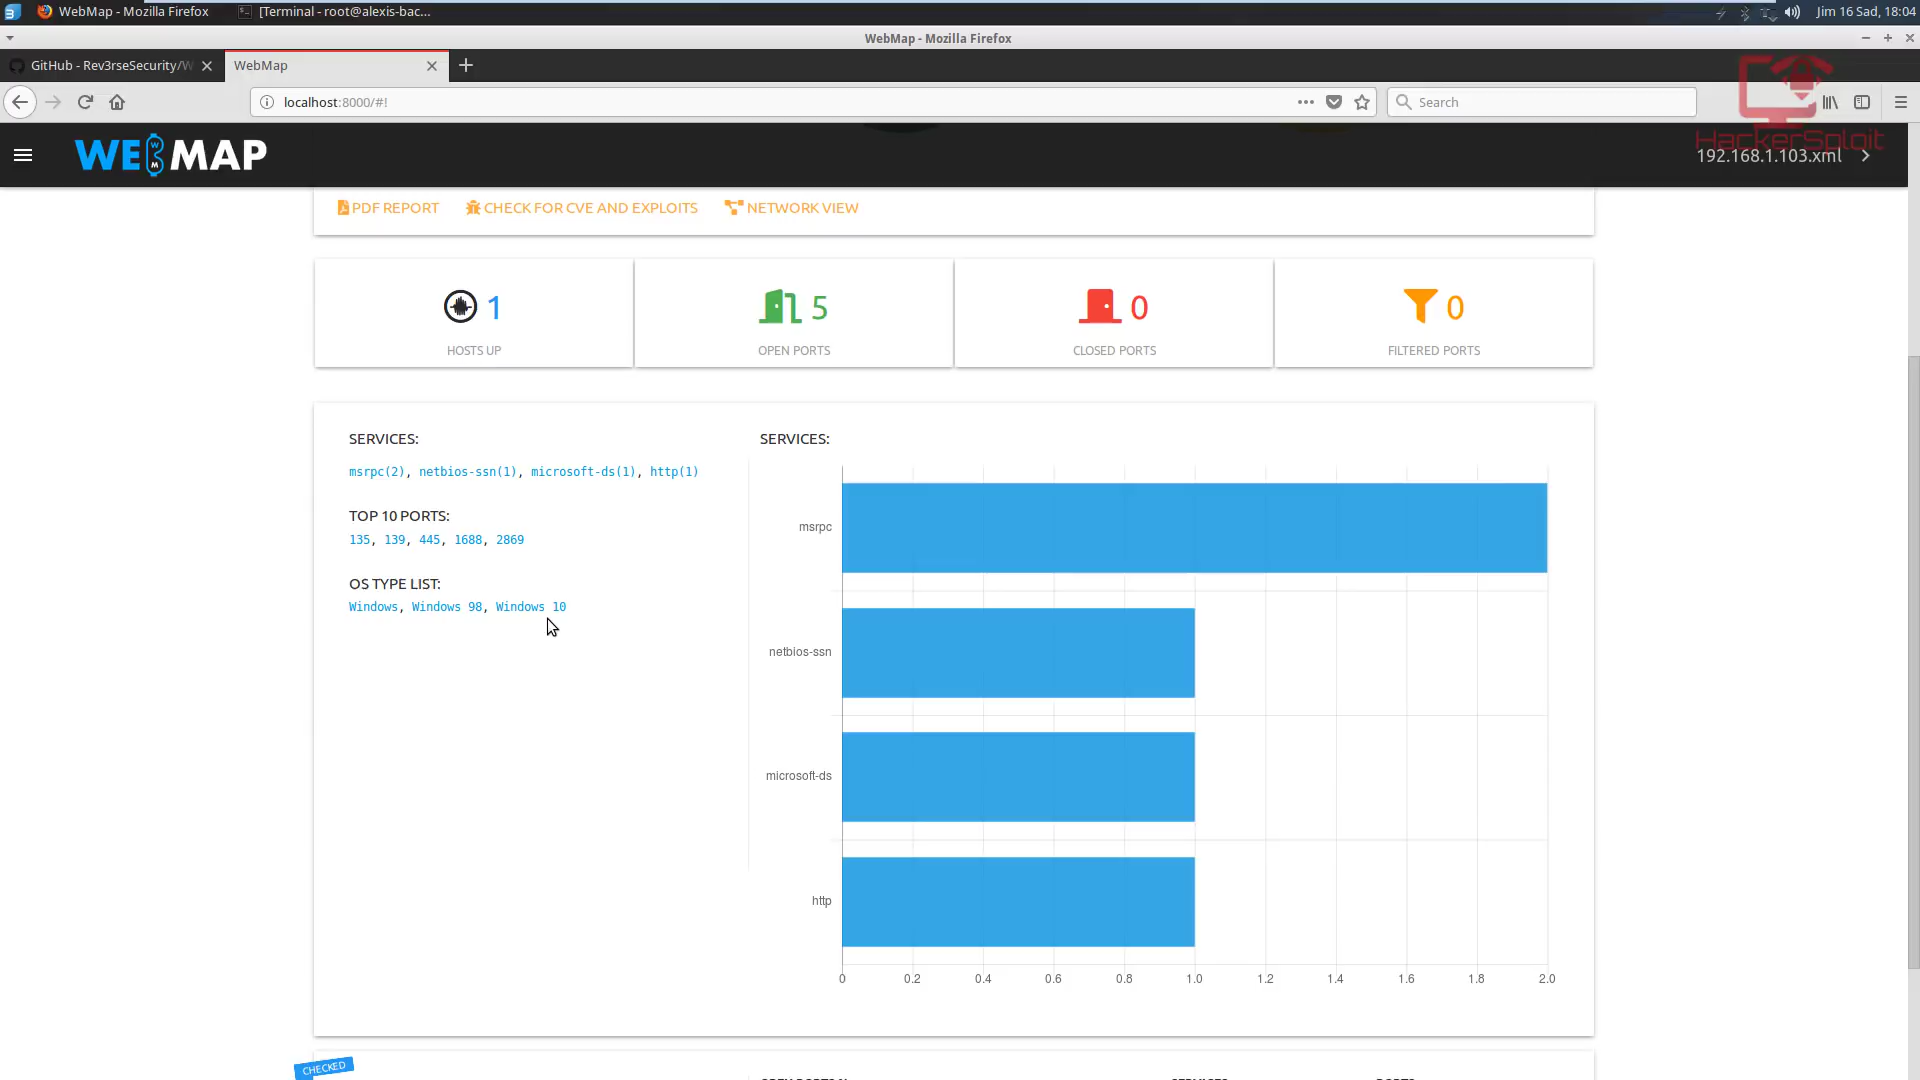 WebMap - Mozilla Firefox
[Terminal - root@alexis-bac...
Jim 16 Sad, 18:04
WebMap - Mozilla Firefox
GitHub - Rev3rseSecurity/W
WebMap
localhost:8000/#!
Search
HackerSploit
WEBMAP
192.168.1.103.xml
PDF REPORT
CHECK FOR CVE AND EXPLOITS
NETWORK VIEW
1
HOSTS UP
5
OPEN PORTS
0
CLOSED PORTS
0
FILTERED PORTS
SERVICES:
msrpc(2), netbios-ssn(1), microsoft-ds(1), http(1)
TOP 10 PORTS:
135, 139, 445, 1688, 2869
OS TYPE LIST:
Windows, Windows 98, Windows 10
SERVICES:
msrpc
netbios-ssn
microsoft-ds
http
0 0.2 0.4 0.6 0.8 1.0 1.2 1.4 1.6 1.8 2.0
CHECKED